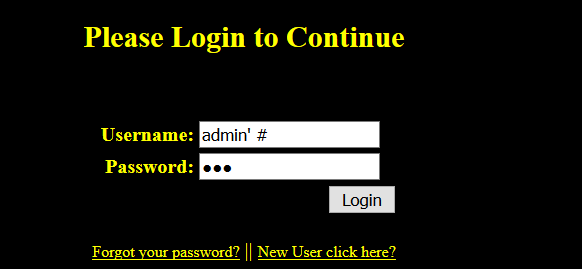 Please Login to Continue
Username: admin' #
Password: ●●●
Login
Forgot your password? || New User click here?